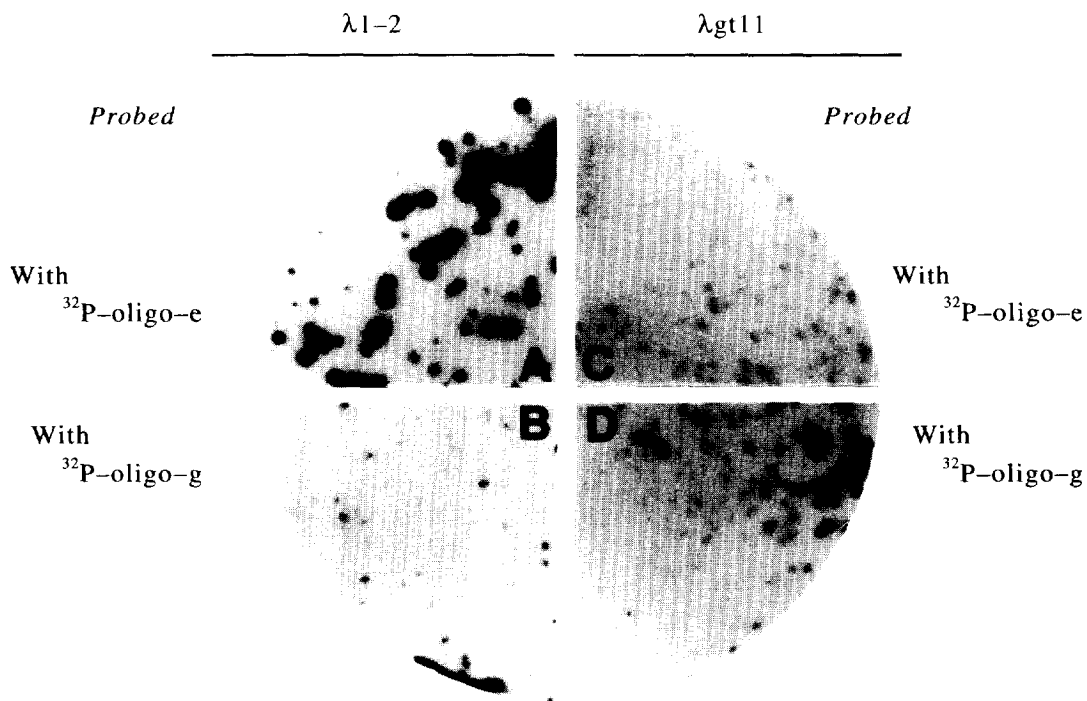 λ1–2 λgt11
Probed Probed
With With
³²P–oligo–e ³²P–oligo–e
A C
B D
With With
³²P–oligo–g ³²P–oligo–g